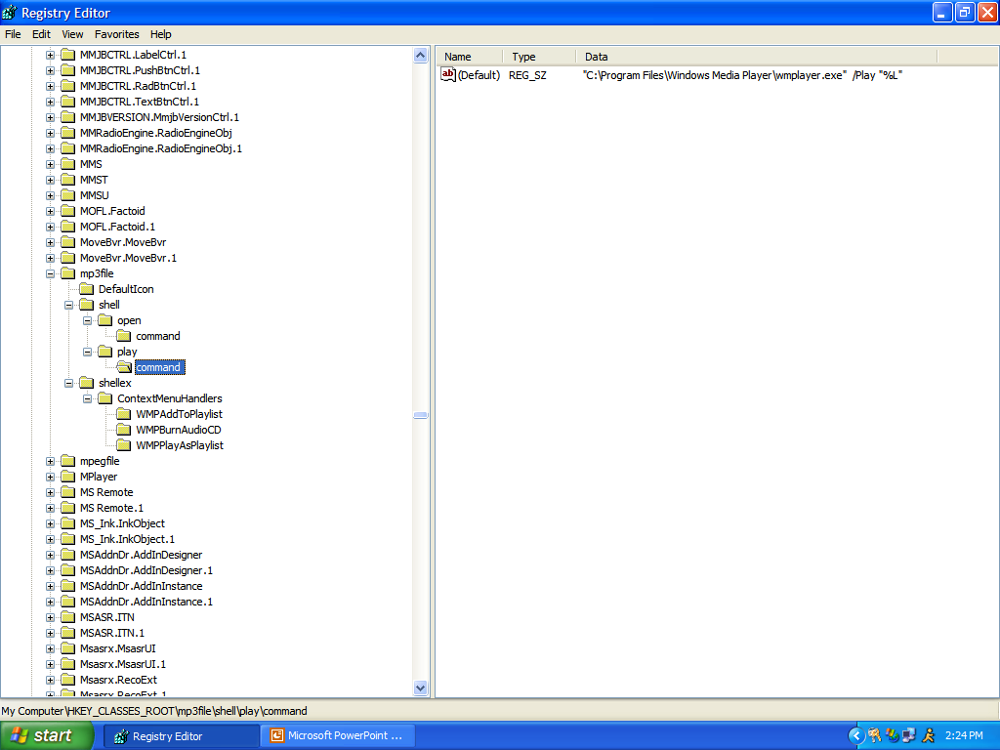 Registry Editor
File Edit View Favorites Help
MMJBCTRL.LabelCtrl.1
MMJBCTRL.PushBtnCtrl.1
MMJBCTRL.RadBtnCtrl.1
MMJBCTRL.TextBtnCtrl.1
MMJBVERSION.MmjbVersionCtrl.1
MMRadioEngine.RadioEngineObj
MMRadioEngine.RadioEngineObj.1
MMS
MMST
MMSU
MOFL.Factoid
MOFL.Factoid.1
MoveBvr.MoveBvr
MoveBvr.MoveBvr.1
mp3file
DefaultIcon
shell
open
command
play
command
shellex
ContextMenuHandlers
WMPAddToPlaylist
WMPBurnAudioCD
WMPPlayAsPlaylist
mpegfile
MPlayer
MS Remote
MS Remote.1
MS_Ink.InkObject
MS_Ink.InkObject.1
MSAddnDr.AddInDesigner
MSAddnDr.AddInDesigner.1
MSAddnDr.AddInInstance
MSAddnDr.AddInInstance.1
MSASR.ITN
MSASR.ITN.1
Msasrx.MsasrUI
Msasrx.MsasrUI.1
Msasrx.RecoExt
Msasrx.RecoExt.1
Name Type Data
ab (Default) REG_SZ "C:\Program Files\Windows Media Player\wmplayer.exe" /Play "%L"
My Computer\HKEY_CLASSES_ROOT\mp3file\shell\play\command
start Registry Editor Microsoft PowerPoint ... 2:24 PM